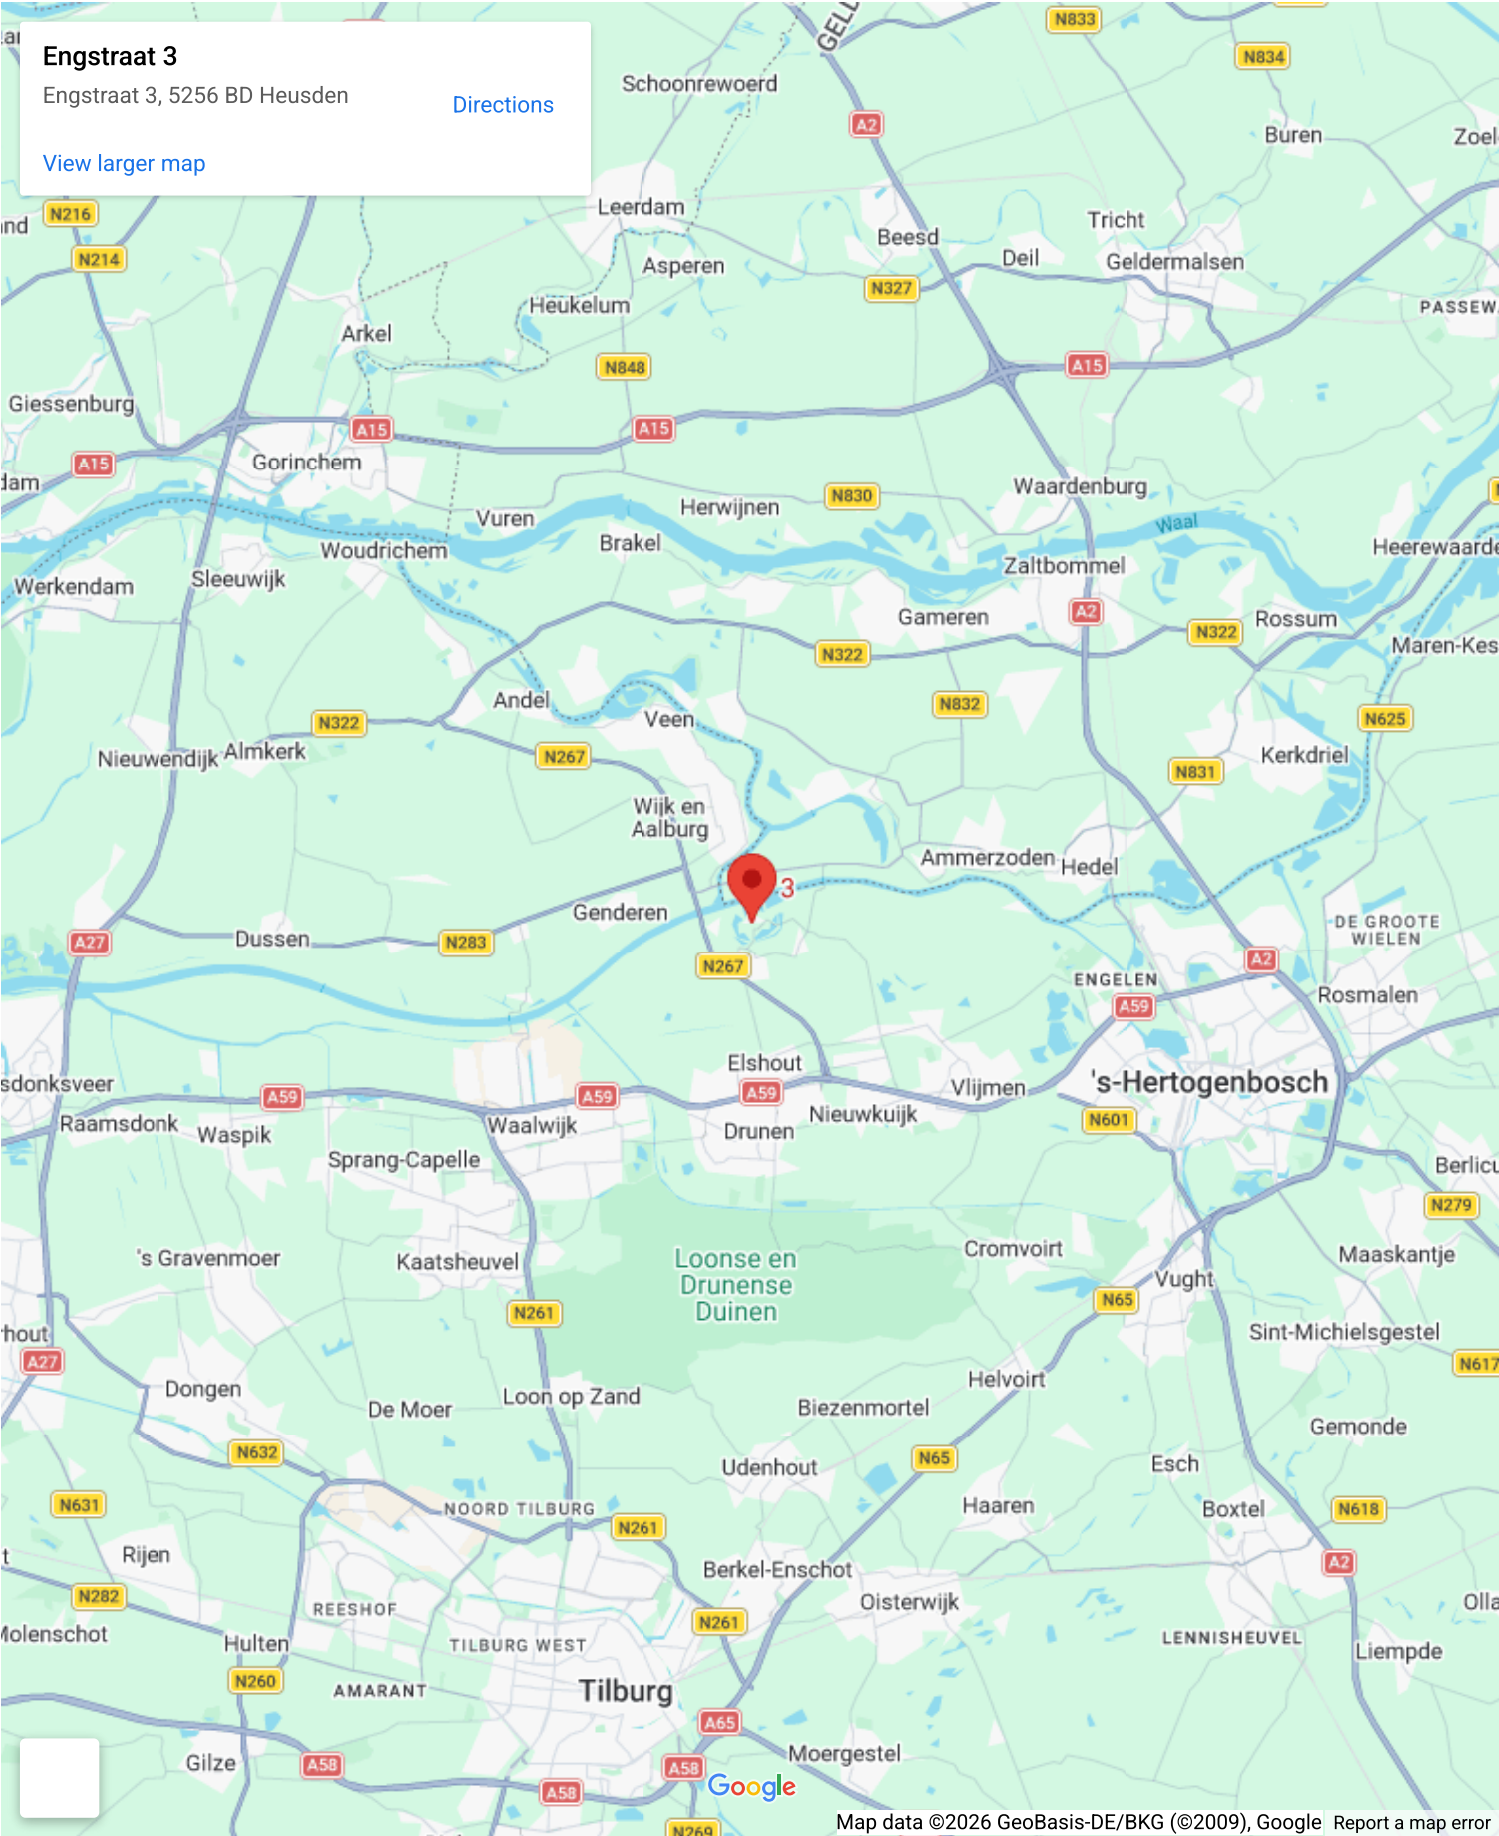 Engstraat 3
Engstraat 3, 5256 BD Heusden
Directions
View larger map
N833
N834
Schoonrewoerd
A2
Buren
N216
Leerdam
Tricht
N214
Beesd
Deil
Geldermalsen
Asperen
N327
Heukelum
Arkel
N848
A15
Giessenburg
A15
A15
A15
Gorinchem
Waardenburg
N830
Herwijnen
Vuren
Waal
Brakel
Woudrichem
Zaltbommel
Sleeuwijk
Werkendam
Gameren
A2
Rossum
N322
N322
Andel
N832
N625
Veen
N322
Nieuwendijk
Almkerk
N267
Kerkdriel
N831
Wijk en
Aalburg
Ammerzoden
Hedel
3
Genderen
DE GROOTE
WIELEN
A27
Dussen
N283
N267
A2
ENGELEN
A59
Rosmalen
Elshout
's-Hertogenbosch
Vlijmen
A59
A59
A59
Nieuwkuijk
N601
Raamsdonk
Waspik
Waalwijk
Drunen
Sprang-Capelle
N279
's Gravenmoer
Kaatsheuvel
Loonse en
Drunense
Duinen
Cromvoirt
Maaskantje
Vught
N65
N261
Sint-Michielsgestel
A27
N617
Dongen
Loon op Zand
Helvoirt
De Moer
Biezenmortel
Gemonde
N632
N65
Udenhout
Esch
N631
NOORD TILBURG
Haaren
Boxtel
N618
N261
Rijen
A2
Berkel-Enschot
N282
Oisterwijk
REESHOF
N261
Molenschot
Hulten
TILBURG WEST
LENNISHEUVEL
Liempde
N260
AMARANT
Tilburg
A65
Gilze
A58
A58
Moergestel
Google
A58
N269
Map data ©2026 GeoBasis-DE/BKG (©2009), Google
Report a map error